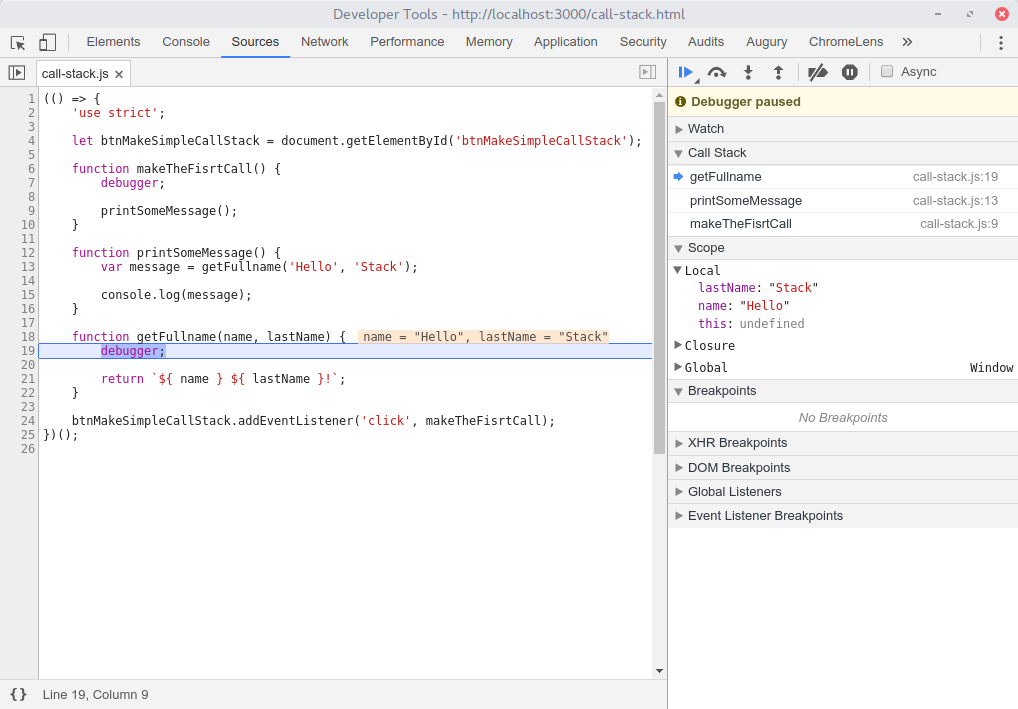 Developer Tools - http://localhost:3000/call-stack.html
Elements Console Sources Network Performance Memory Application Security Audits Augury ChromeLens »
call-stack.js ×
1 (() => {
2 'use strict';
3
4 let btnMakeSimpleCallStack = document.getElementById('btnMakeSimpleCallStack');
5
6 function makeTheFisrtCall() {
7 debugger;
8
9 printSomeMessage();
10 }
11
12 function printSomeMessage() {
13 var message = getFullname('Hello', 'Stack');
14
15 console.log(message);
16 }
17
18 function getFullname(name, lastName) { name = "Hello", lastName = "Stack"
19 debugger;
20
21 return `${ name } ${ lastName }!`;
22 }
23
24 btnMakeSimpleCallStack.addEventListener('click', makeTheFisrtCall);
25 })();
26
{} Line 19, Column 9
Async
Debugger paused
Watch
Call Stack
getFullname call-stack.js:19
printSomeMessage call-stack.js:13
makeTheFisrtCall call-stack.js:9
Scope
Local
lastName: "Stack"
name: "Hello"
this: undefined
Closure
Global Window
Breakpoints
No Breakpoints
XHR Breakpoints
DOM Breakpoints
Global Listeners
Event Listener Breakpoints